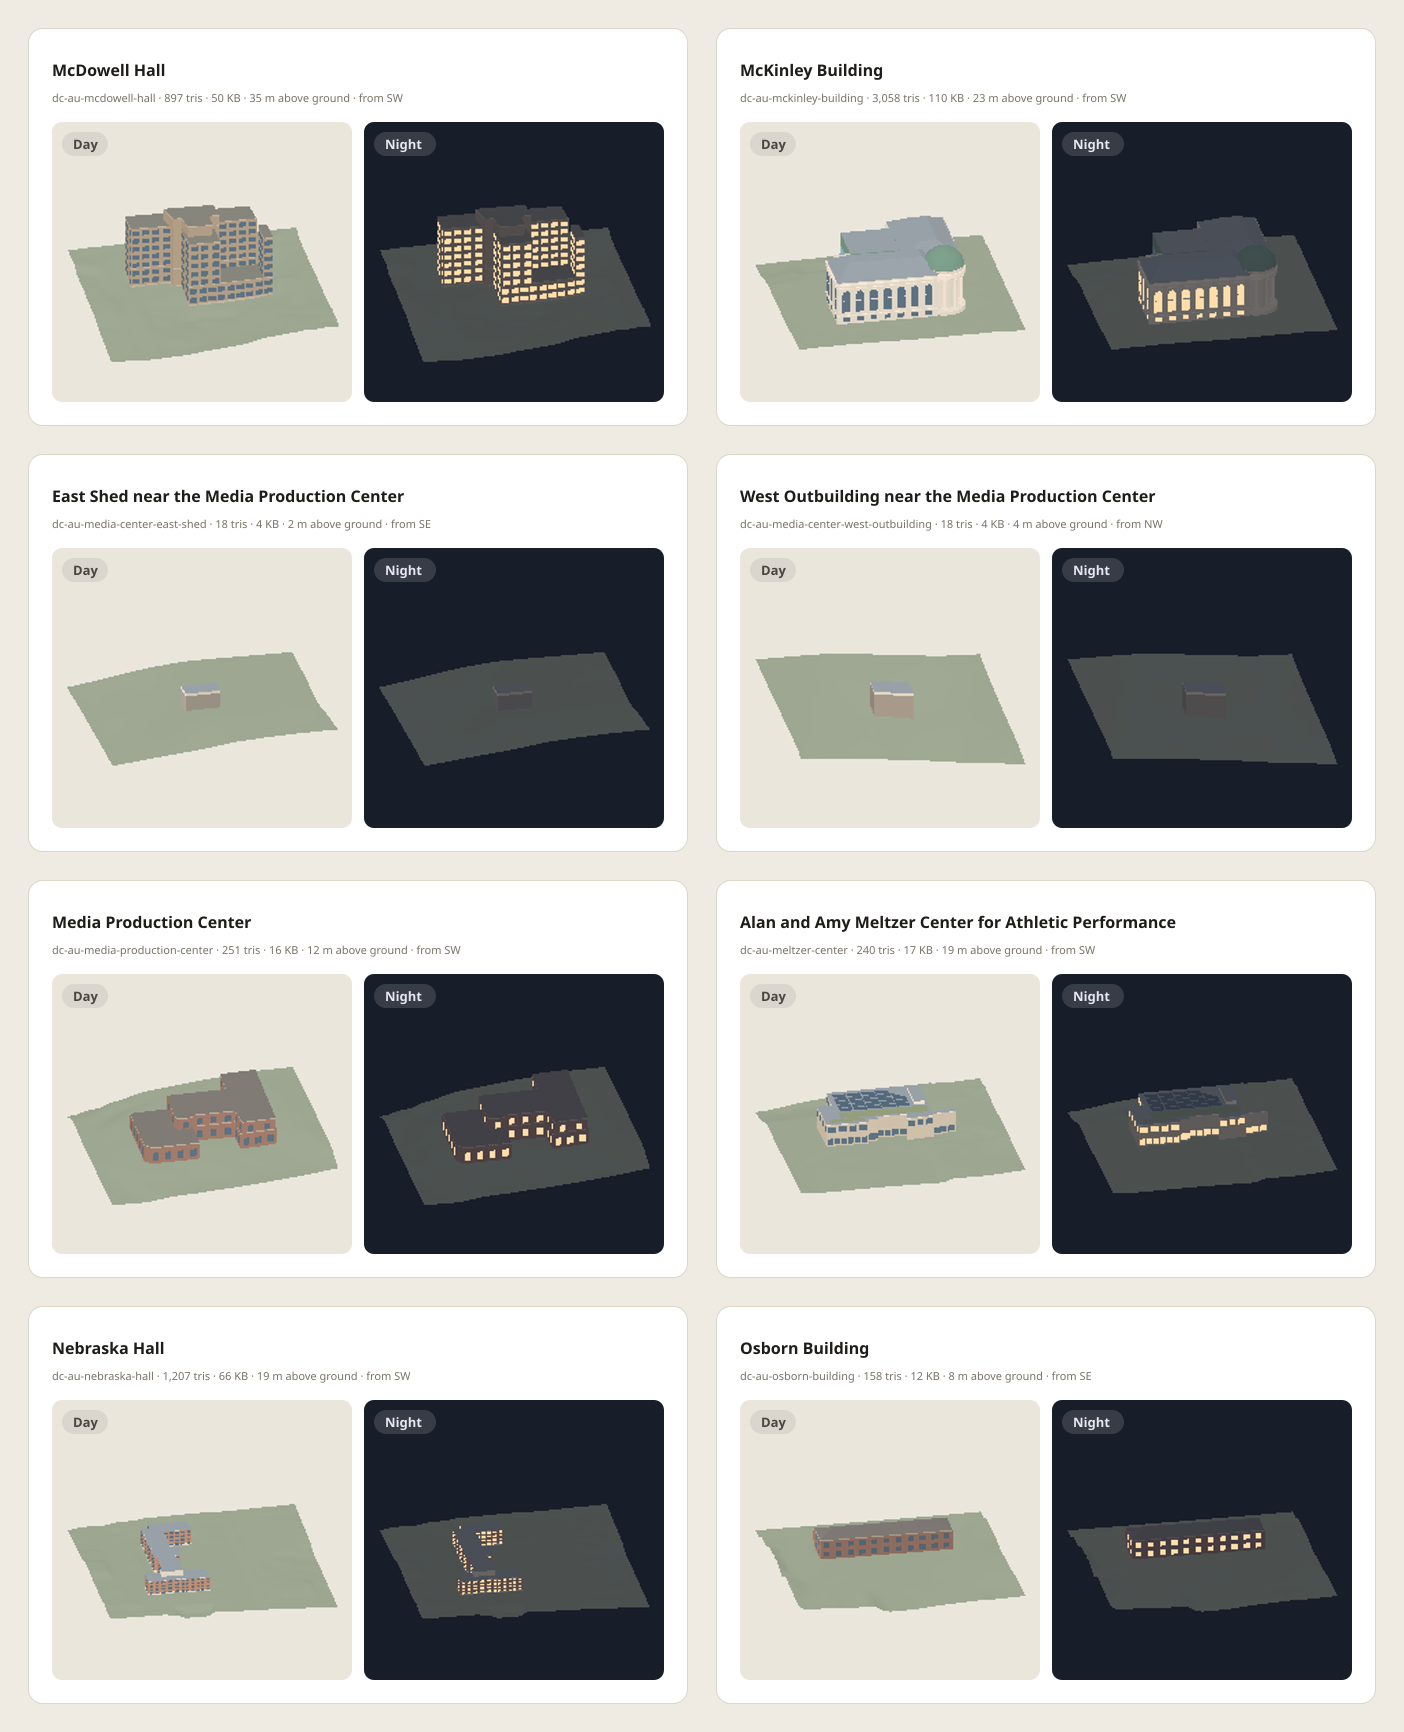 McDowell Hall
dc-au-mcdowell-hall · 897 tris · 50 KB · 35 m above ground · from SW
Day
Night
McKinley Building
dc-au-mckinley-building · 3,058 tris · 110 KB · 23 m above ground · from SW
Day
Night
East Shed near the Media Production Center
dc-au-media-center-east-shed · 18 tris · 4 KB · 2 m above ground · from SE
Day
Night
West Outbuilding near the Media Production Center
dc-au-media-center-west-outbuilding · 18 tris · 4 KB · 4 m above ground · from NW
Day
Night
Media Production Center
dc-au-media-production-center · 251 tris · 16 KB · 12 m above ground · from SW
Day
Night
Alan and Amy Meltzer Center for Athletic Performance
dc-au-meltzer-center · 240 tris · 17 KB · 19 m above ground · from SW
Day
Night
Nebraska Hall
dc-au-nebraska-hall · 1,207 tris · 66 KB · 19 m above ground · from SW
Day
Night
Osborn Building
dc-au-osborn-building · 158 tris · 12 KB · 8 m above ground · from SE
Day
Night